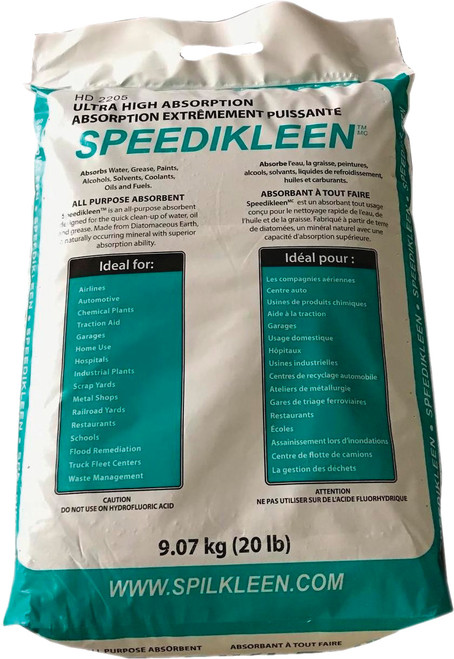 HD 2205
ULTRA HIGH ABSORPTION
ABSORPTION EXTRÊMEMENT PUISSANTE
SPEEDIKLEEN™ MC
Absorbs Water, Grease, Paints,
Alcohols, Solvents, Coolants,
Oils and Fuels.
ALL PURPOSE ABSORBENT
Speedikleen™ is an all-purpose absorbent
designed for the quick clean-up of water, oil
and grease. Made from Diatomaceous Earth,
naturally occurring mineral with superior
absorption ability.
Absorbe l'eau, la graisse, peintures,
alcools, solvants, liquides de refroidissement,
huiles et carburants.
ABSORBANT À TOUT FAIRE
Speedikleen MC est un absorbant tout usage
conçu pour le nettoyage rapide de l'eau, de
l'huile et de la graisse. Fabriqué à partir de terre
de diatomées, un minéral naturel avec une
capacité d'absorption supérieure.
Ideal for:
Airlines
Automotive
Chemical Plants
Traction Aid
Garages
Home Use
Hospitals
Industrial Plants
Scrap Yards
Metal Shops
Railroad Yards
Restaurants
Schools
Flood Remediation
Truck Fleet Centers
Waste Management
Idéal pour :
Les compagnies aériennes
Centre auto
Usines de produits chimiques
Aide à la traction
Garages
Usage domestique
Hôpitaux
Usines industrielles
Centres de recyclage automobile
Ateliers de métallurgie
Gares de triage ferroviaires
Restaurants
Écoles
Assainissement lors d'inondations
Centre de flotte de camions
La gestion des déchets
CAUTION
DO NOT USE ON HYDROFLURIC ACID
ATTENTION
NE PAS UTILISER SUR DE L'ACIDE FLUORHYDRIQUE
9.07 kg (20 lb)
WWW.SPILKLEEN.COM
ALL PURPOSE ABSORBENT
ABSORBANT À TOUT FAIRE
SPEEDIKLEEN • SPEEDIKLEEN • SPEEDIKLEEN
SPEEDIKLEEN • SPEEDIKLEEN • SPEEDIKLEEN